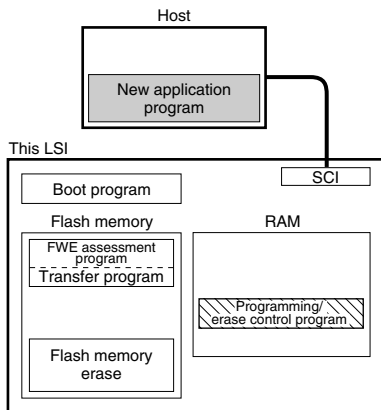 Host
New application
program
This LSI
SCI
Boot program
Flash memory
RAM
FWE assessment
program
Transfer program
Programming/
erase control program
Flash memory
erase